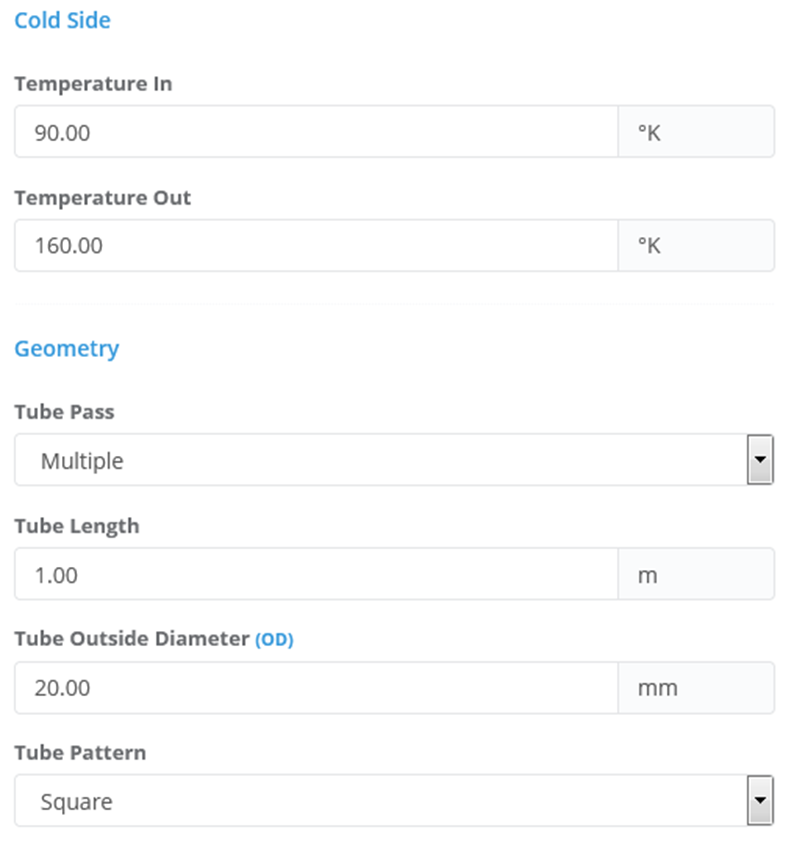 Cold Side
Temperature In
90.00 °K
Temperature Out
160.00 °K
Geometry
Tube Pass
Multiple
Tube Length
1.00 m
Tube Outside Diameter (OD)
20.00 mm
Tube Pattern
Square